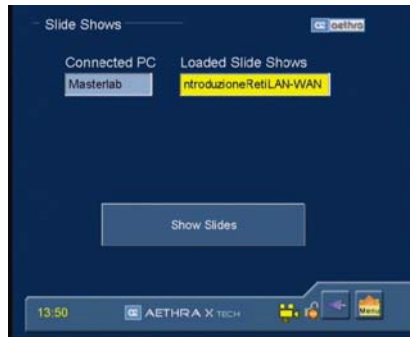 Slide Shows
aethra
Connected PC Loaded Slide Shows
Masterlab ntroduzioneRetiLAN-WAN
Show Slides
13:50 AETHRA X TECH Menu